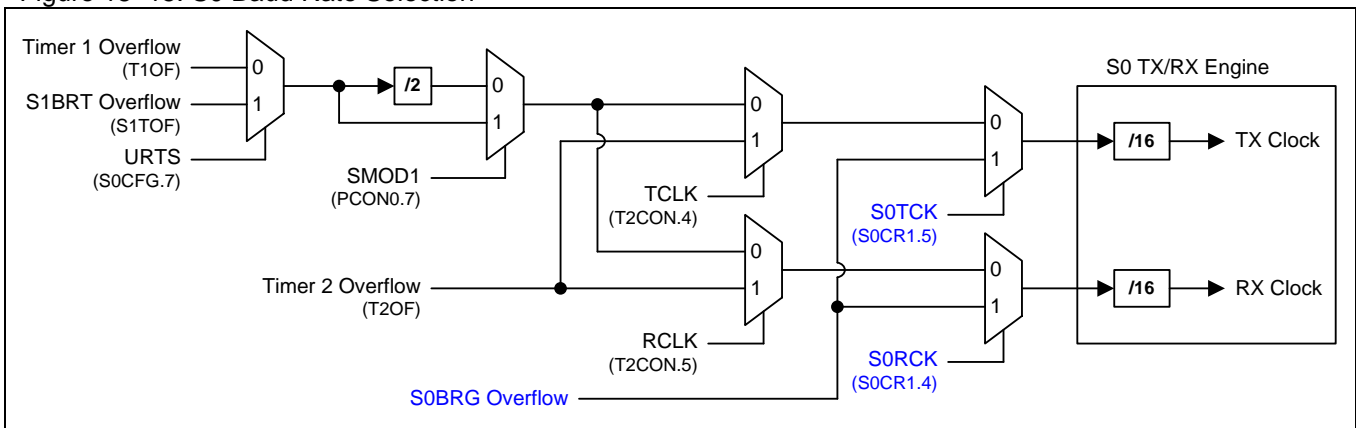 S0 Baud Rate Selection
Timer 1 Overflow
(T1OF)
0
S1BRT Overflow
(S1TOF)
1
URTS
(S0CFG.7)
/2
0
1
SMOD1
(PCON0.7)
0
1
TCLK
(T2CON.4)
0
1
S0TCK
(S0CR1.5)
S0 TX/RX Engine
/16
TX Clock
Timer 2 Overflow
(T2OF)
0
1
RCLK
(T2CON.5)
0
1
S0RCK
(S0CR1.4)
/16
RX Clock
S0BRG Overflow